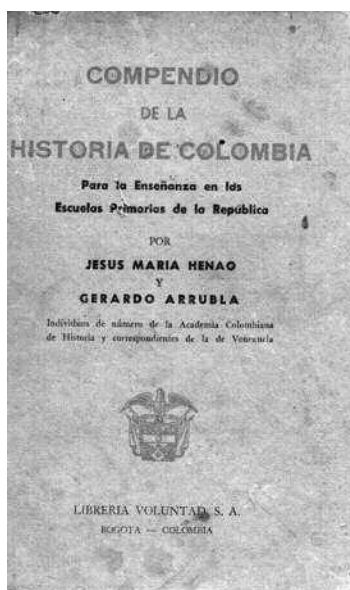 COMPENDIO
DE LA
HISTORIA DE COLOMBIA
Para la Enseñanza en las
Escuelas Primarias de la República
POR
JESUS MARIA HENAO
Y
GERARDO ARRUBLA
Individuos de número de la Academia Colombiana
de Historia y correspondientes de la de Venezuela
LIBRERIA VOLUNTAD, S. A.
BOGOTA — COLOMBIA